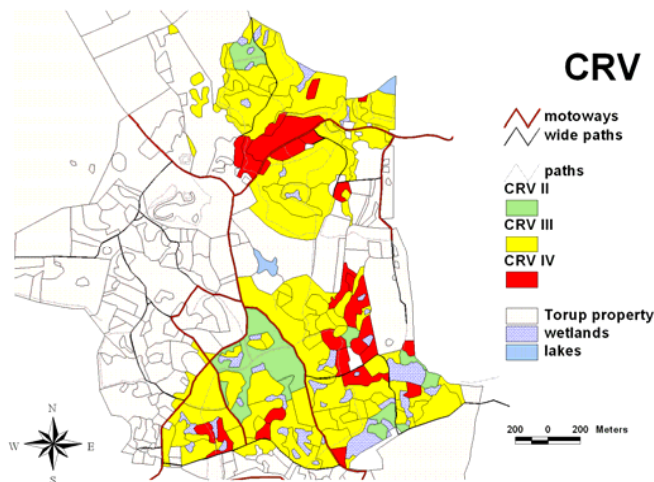 CRV
motoways
wide paths
paths
CRV II
CRV III
CRV IV
Torup property
wetlands
lakes
N
W E
S
200 0 200 Meters